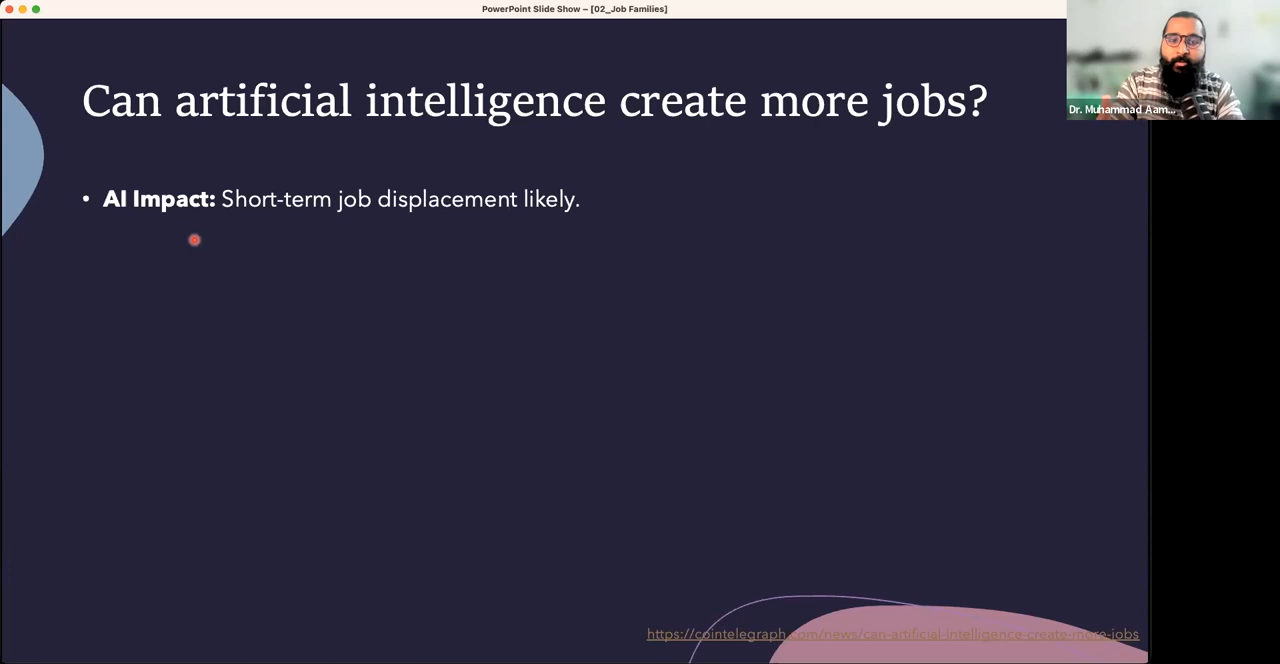 PowerPoint Slide Show – [02_Job Families]
Dr. Muhammad Aam...
Can artificial intelligence create more jobs?
• AI Impact: Short-term job displacement likely.
https://cointelegraph.com/news/can-artificial-intelligence-create-more-jobs